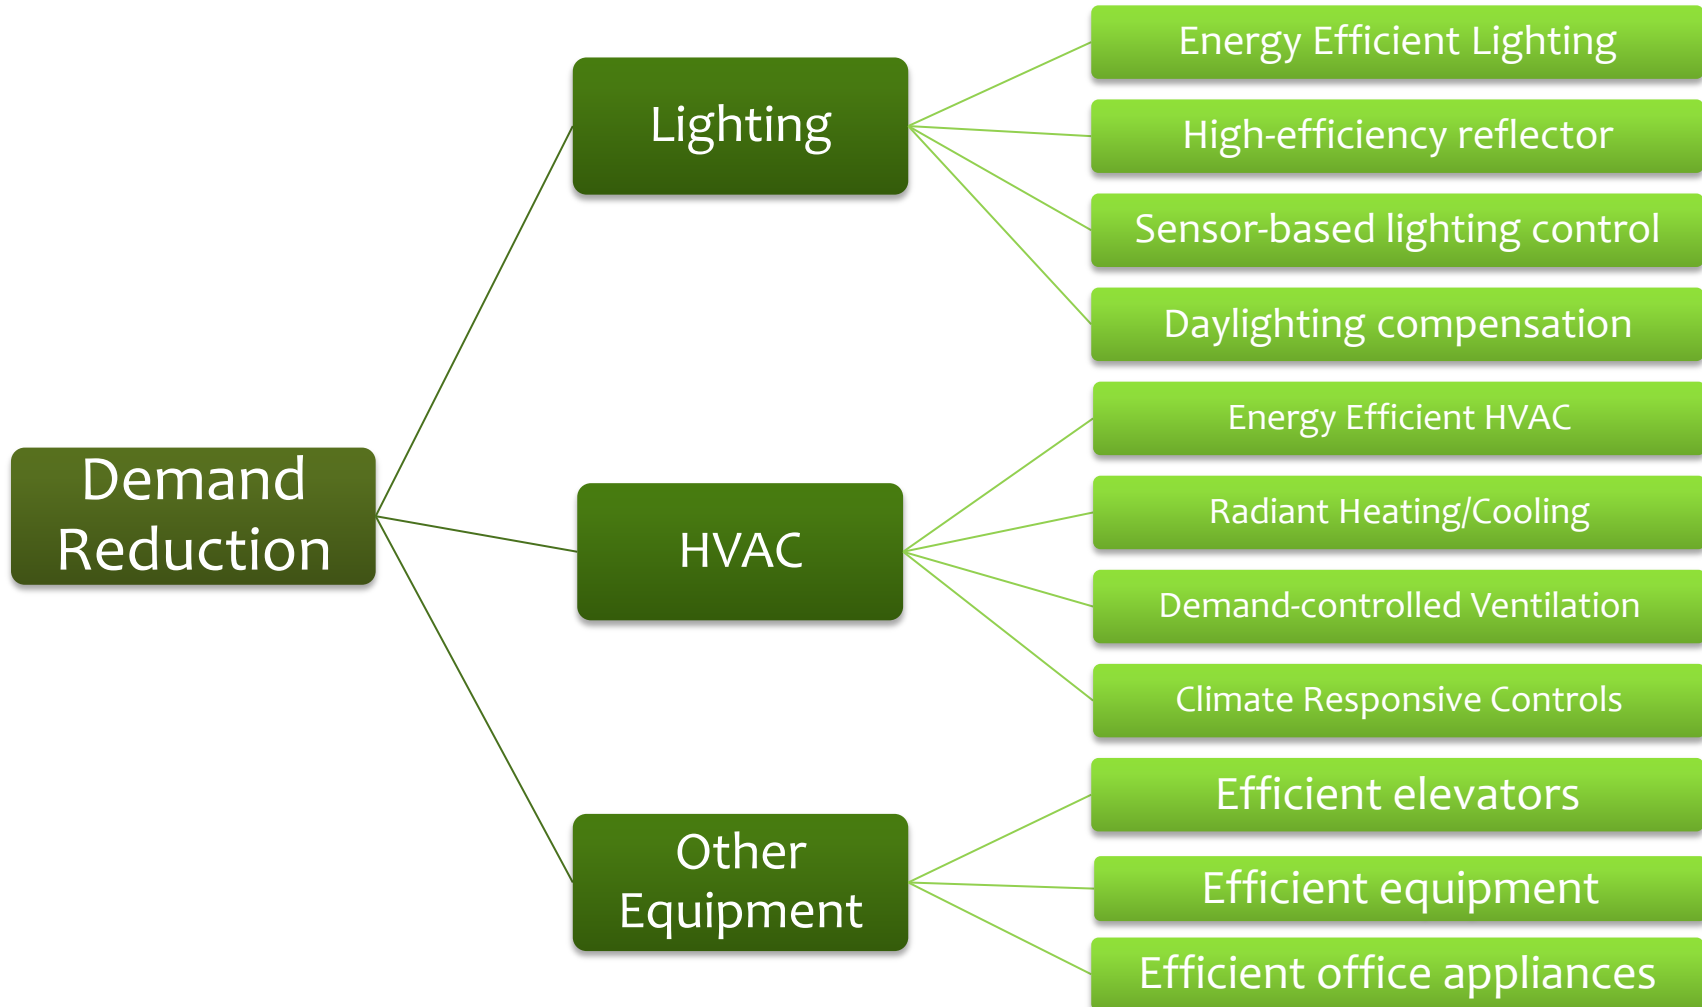 Demand
Reduction
Lighting
Energy Efficient Lighting
High-efficiency reflector
Sensor-based lighting control
Daylighting compensation
HVAC
Energy Efficient HVAC
Radiant Heating/Cooling
Demand-controlled Ventilation
Climate Responsive Controls
Other
Equipment
Efficient elevators
Efficient equipment
Efficient office appliances